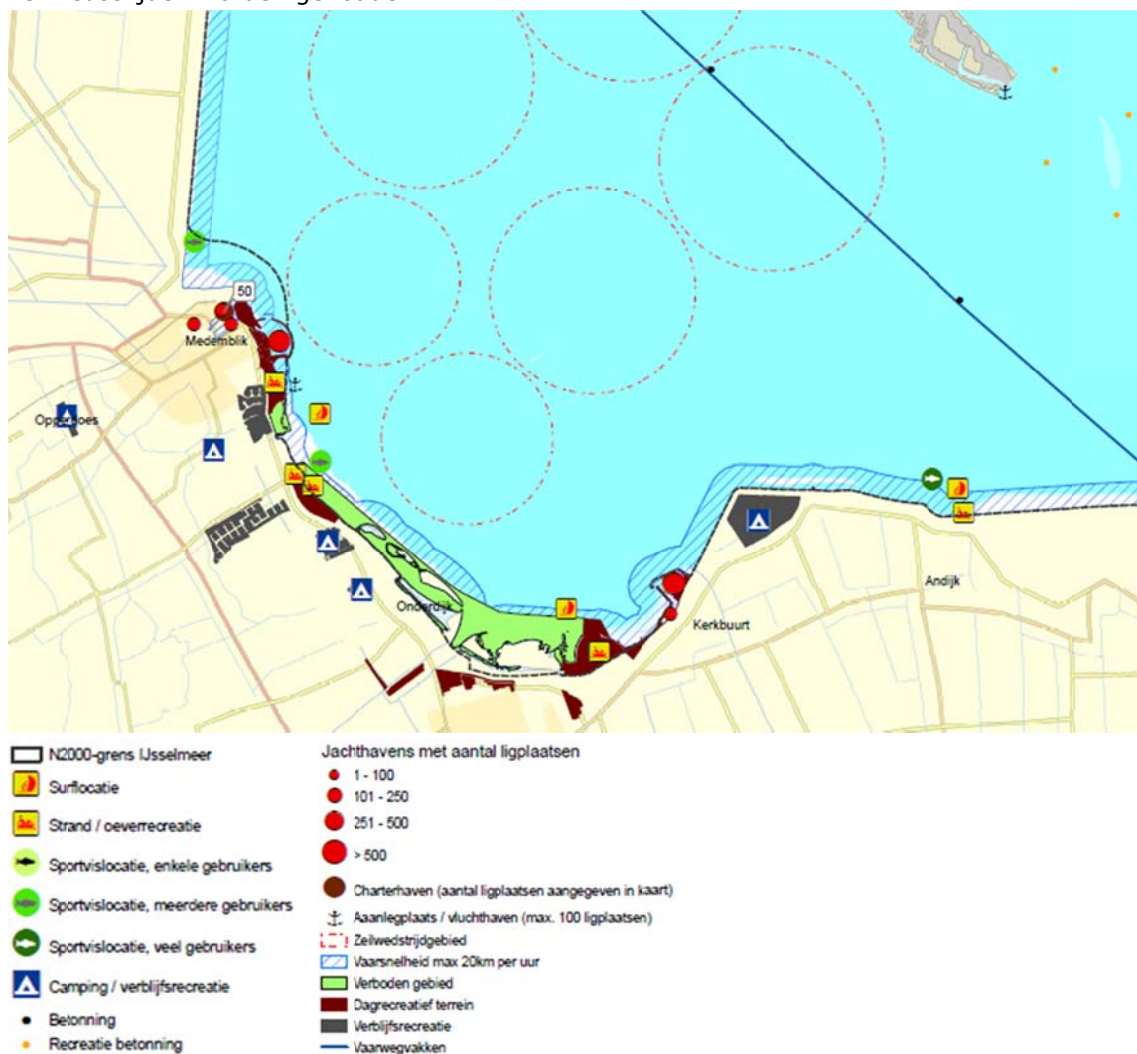 50
Medemblik
Opperdoes
Onderdijk
Kerkbuurt
Andijk
N2000-grens IJsselmeer
Surflocatie
Strand / oeverrecreatie
Sportvislocatie, enkele gebruikers
Sportvislocatie, meerdere gebruikers
Sportvislocatie, veel gebruikers
Camping / verblijfsrecreatie
Betonning
Recreatie betonning
Jachthavens met aantal ligplaatsen
1 - 100
101 - 250
251 - 500
> 500
Charterhaven (aantal ligplaatsen aangegeven in kaart)
Aaanlegplaats / vluchthaven (max. 100 ligplaatsen)
Zeilwedstrijdgebied
Vaarsnelheid max 20km per uur
Verboden gebied
Dagrecreatief terrein
Verblijfsrecreatie
Vaarwegvakken